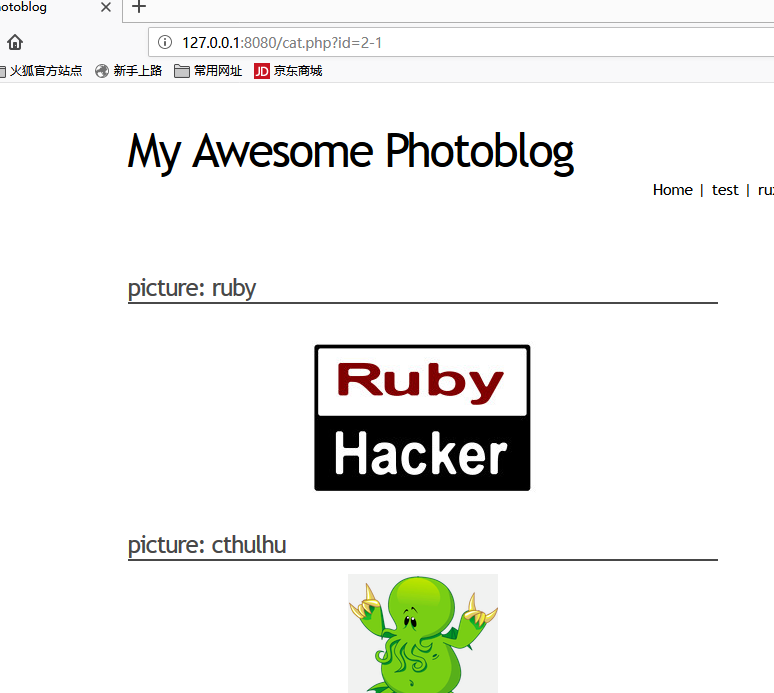 otoblog
127.0.0.1:8080/cat.php?id=2-1
火狐官方站点 新手上路 常用网址 JD 京东商城
My Awesome Photoblog
Home | test | ru
picture: ruby
Ruby
Hacker
picture: cthulhu